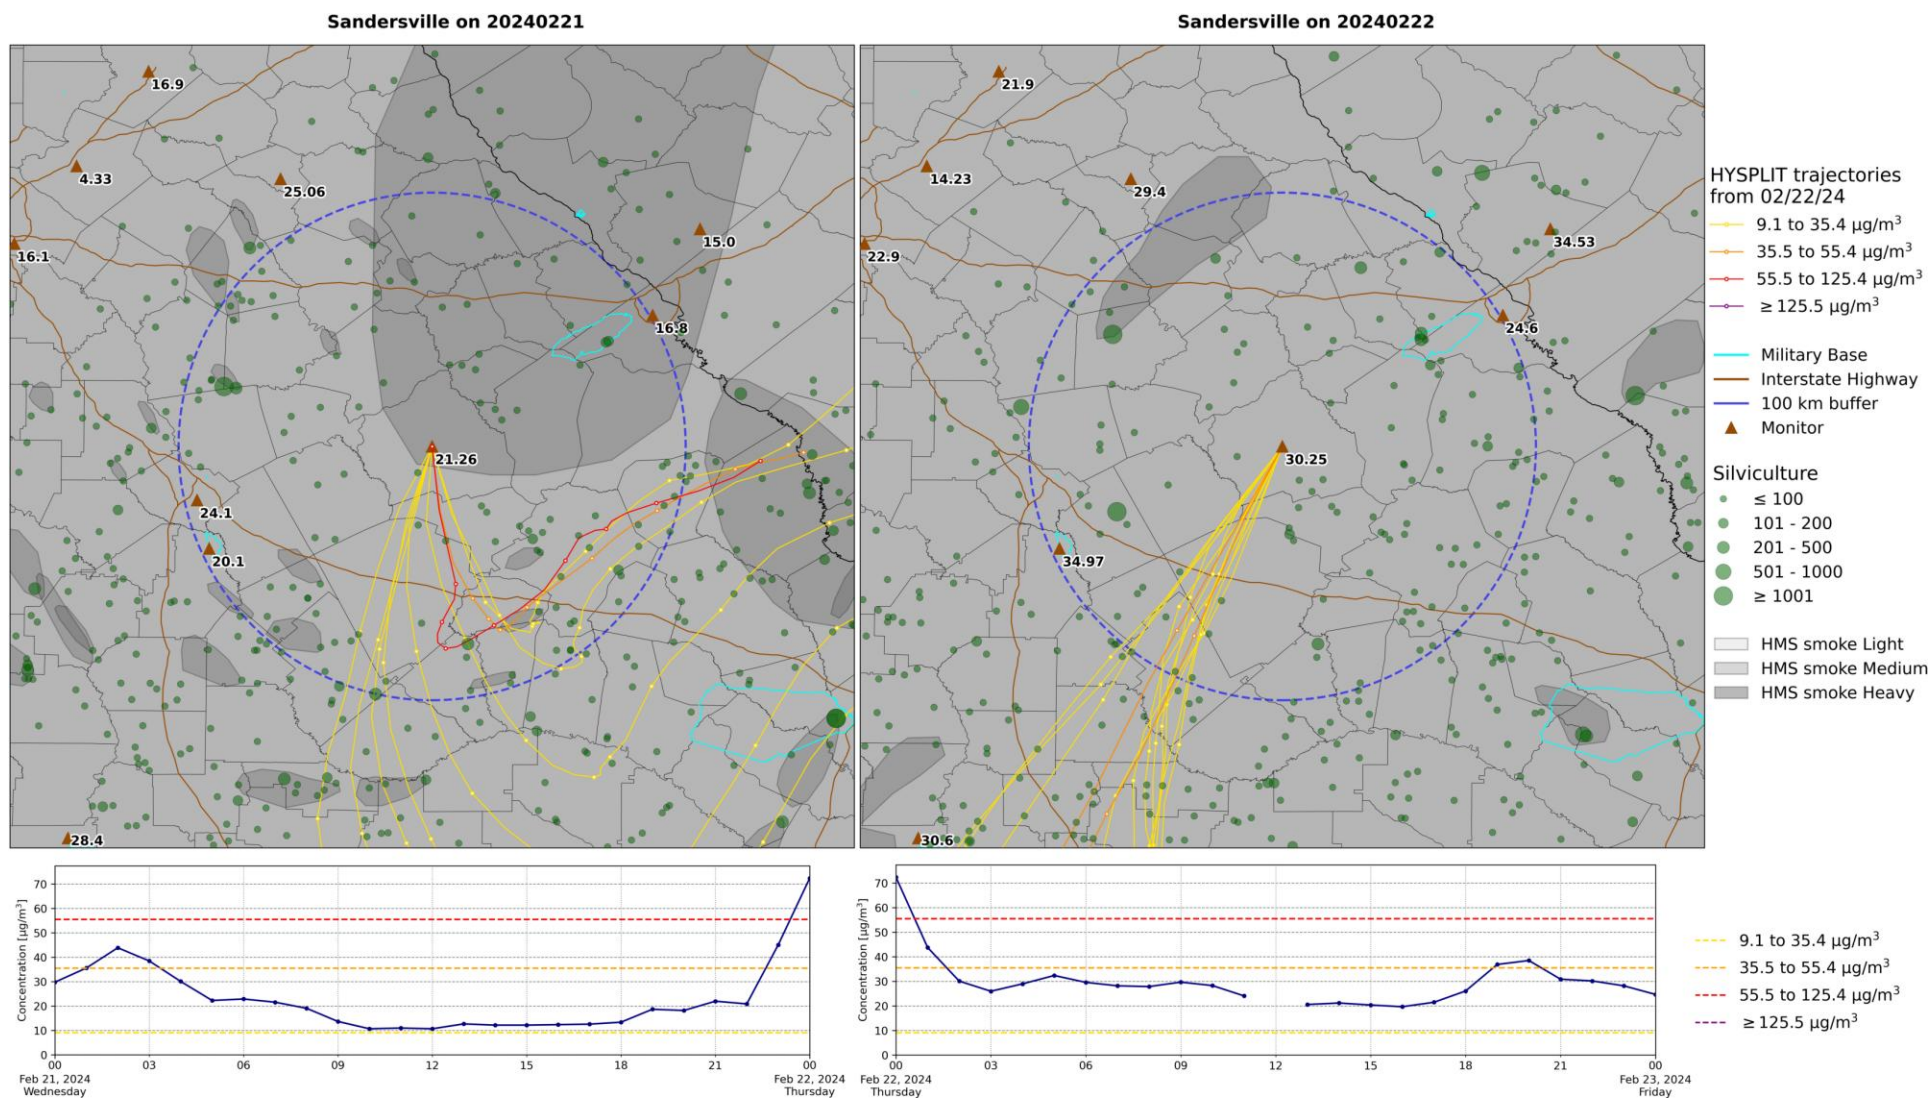 Sandersville on 20240221
16.9
4.33
25.06
16.1
15.0
16.8
21.26
24.1
20.1
28.4
Sandersville on 20240222
21.9
14.23
29.4
22.9
34.53
24.6
30.25
34.97
30.6
HYSPLIT trajectories
from 02/22/24
9.1 to 35.4 µg/m³
35.5 to 55.4 µg/m³
55.5 to 125.4 µg/m³
≥ 125.5 µg/m³
Military Base
Interstate Highway
100 km buffer
Monitor
Silviculture
≤ 100
101 - 200
201 - 500
501 - 1000
≥ 1001
HMS smoke Light
HMS smoke Medium
HMS smoke Heavy
Concentration [µg/m³]
70
60
50
40
30
20
10
0
00 03 06 09 12 15 18 21 00
Feb 21, 2024 Feb 22, 2024
Wednesday Thursday
Concentration [µg/m³]
70
60
50
40
30
20
10
0
00 03 06 09 12 15 18 21 00
Feb 22, 2024 Feb 23, 2024
Thursday Friday
9.1 to 35.4 µg/m³
35.5 to 55.4 µg/m³
55.5 to 125.4 µg/m³
≥ 125.5 µg/m³